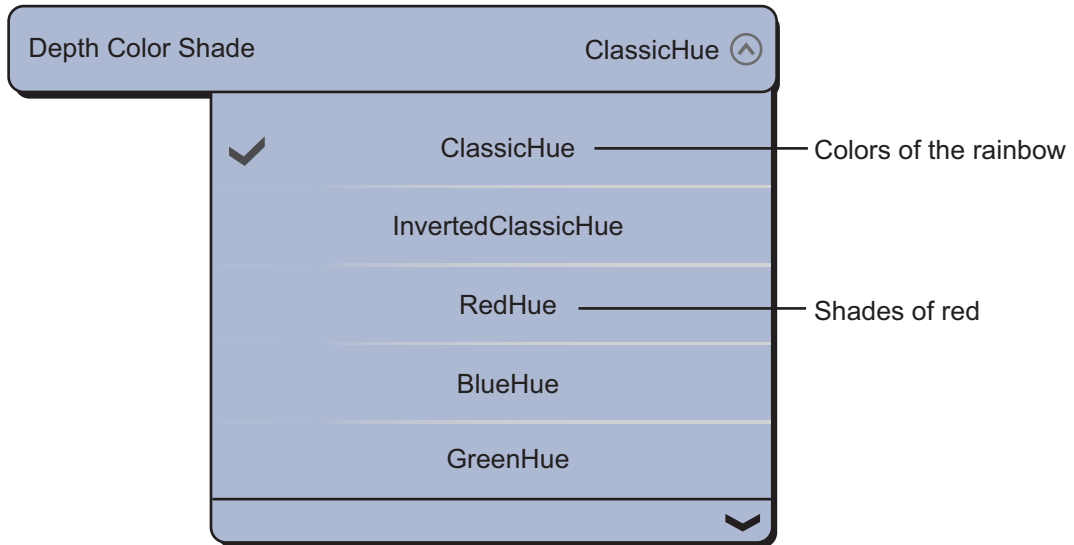 Depth Color Shade ClassicHue
ClassicHue Colors of the rainbow
InvertedClassicHue
RedHue Shades of red
BlueHue
GreenHue